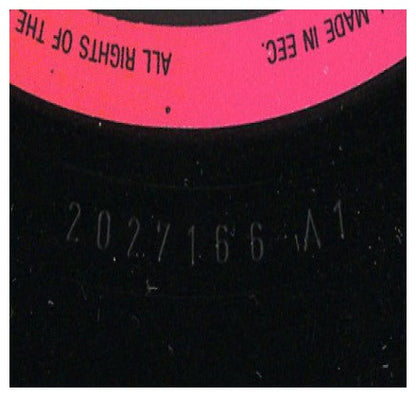 ALL RIGHTS OF THE
MADE IN EEC.
2027166 A1